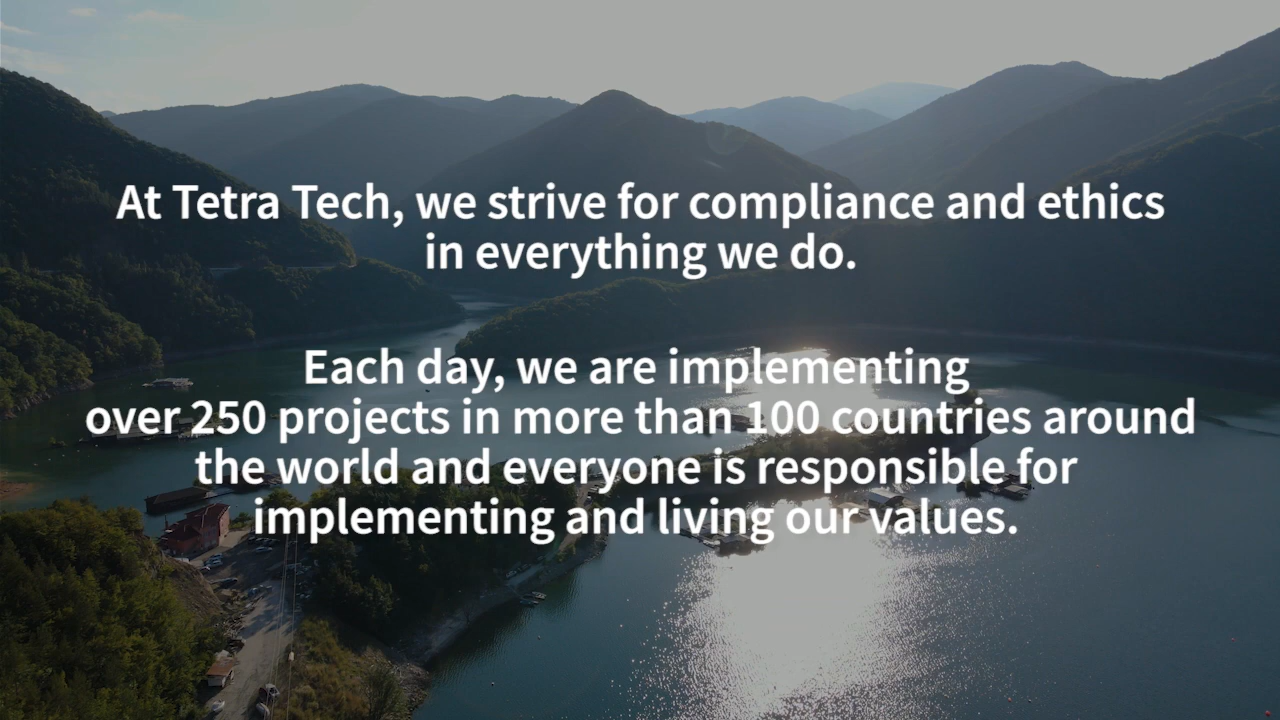 At Tetra Tech, we strive for compliance and ethics
in everything we do.
Each day, we are implementing
over 250 projects in more than 100 countries around
the world and everyone is responsible for
implementing and living our values.